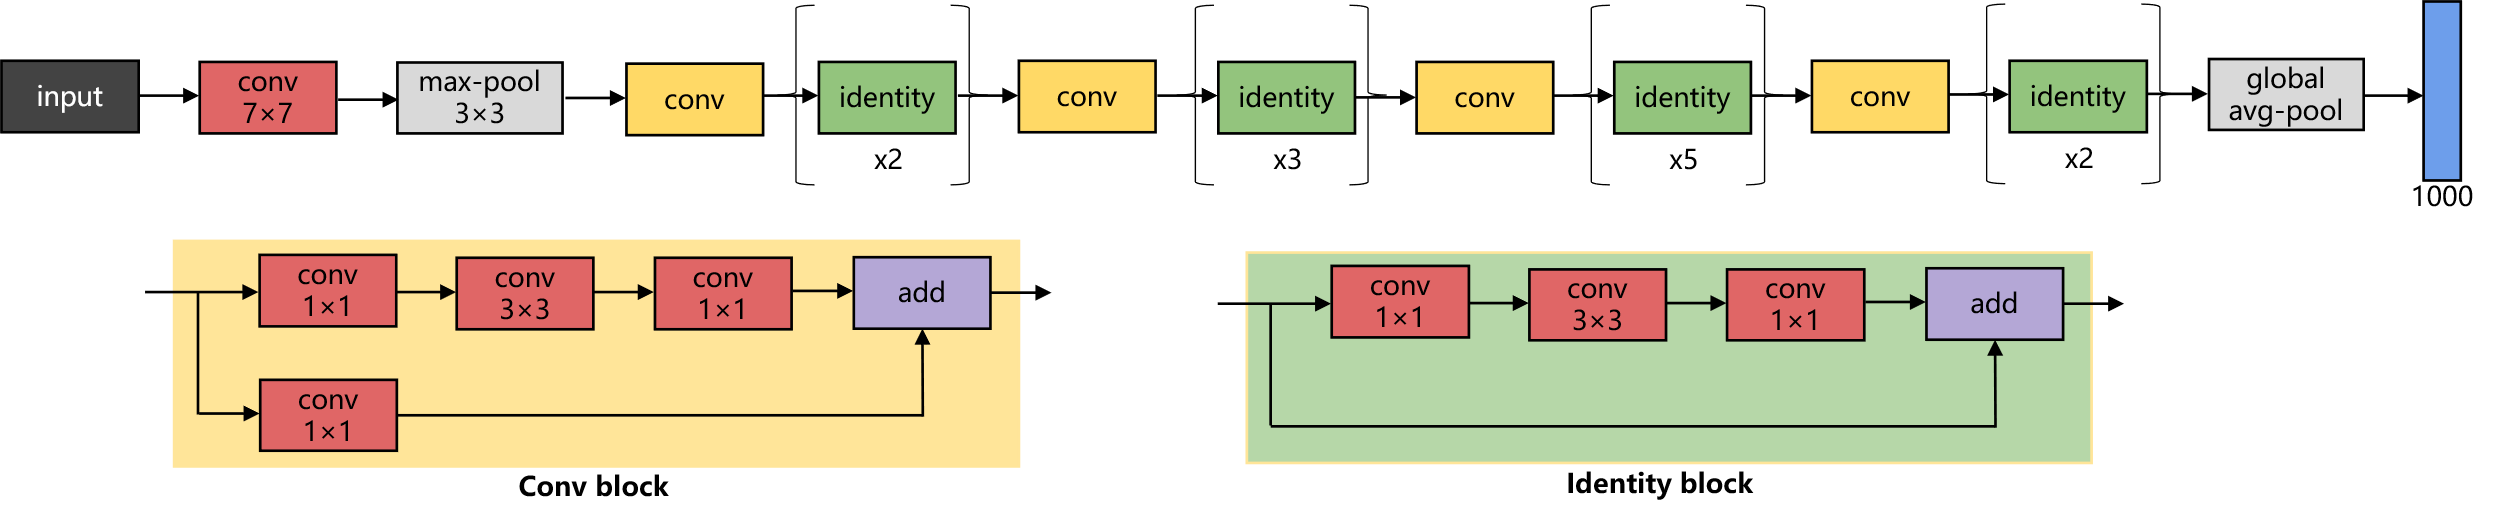 input
conv
7×7
max-pool
3×3
conv
identity
x2
conv
identity
x3
conv
identity
x5
conv
identity
x2
global
avg-pool
1000
conv
1×1
conv
3×3
conv
1×1
add
conv
1×1
Conv block
conv
1×1
conv
3×3
conv
1×1
add
Identity block